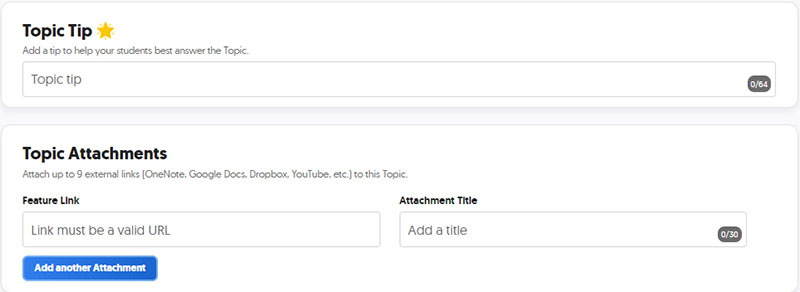 Topic Tip 🌟
Add a tip to help your students best answer the Topic.
Topic tip
0/64
Topic Attachments
Attach up to 9 external links (OneNote, Google Docs, Dropbox, YouTube, etc.) to this Topic.
Feature Link
Attachment Title
Link must be a valid URL
Add a title
0/30
Add another Attachment